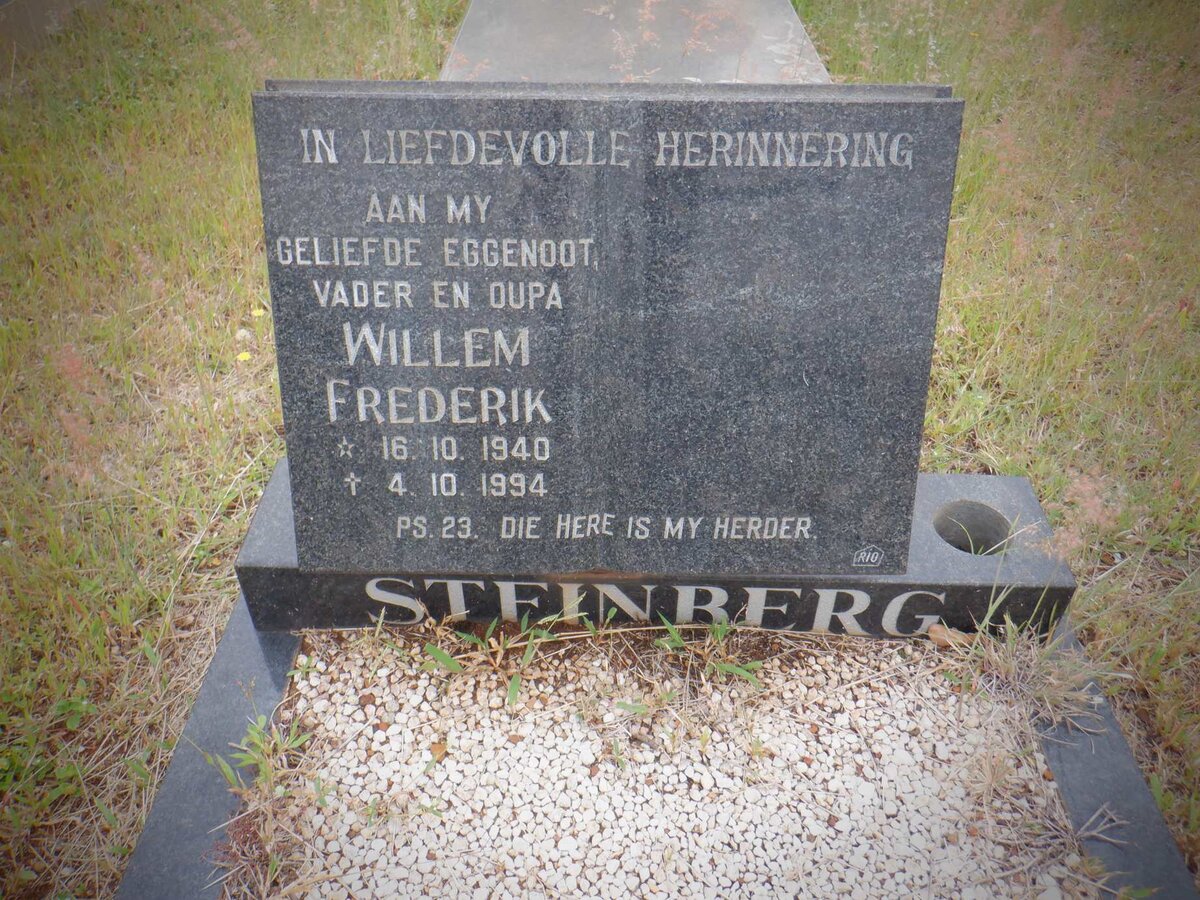 IN LIEFDEVOLLE HERINNERING
AAN MY
GELIEFDE EGGENOOT,
VADER EN OUPA
WILLEM
FREDERIK
☆ 16. 10. 1940
† 4. 10. 1994
PS. 23. DIE HERE IS MY HERDER.
RIO
STEINBERG